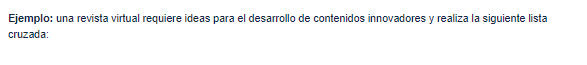 Ejemplo: una revista virtual requiere ideas para el desarrollo de contenidos innovadores y realiza la siguiente lista
cruzada: